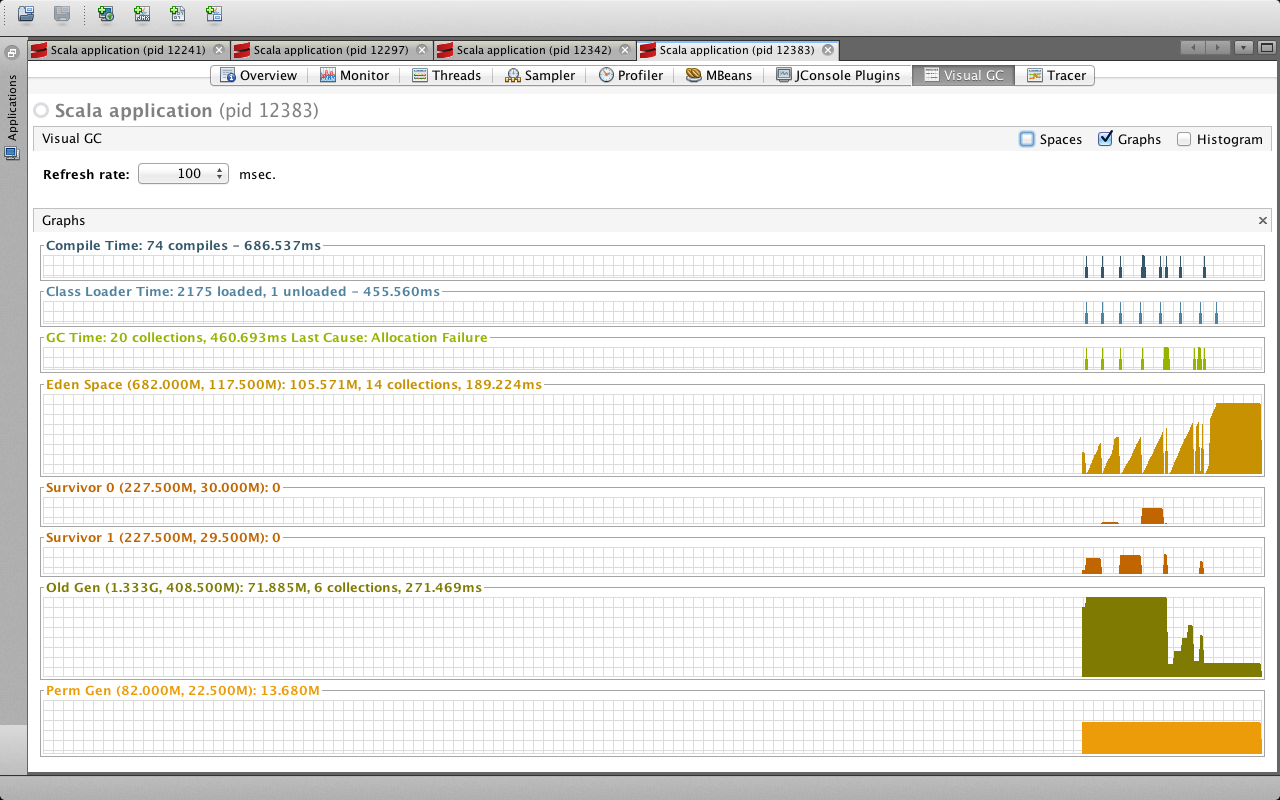 Scala application (pid 12241) Scala application (pid 12297) Scala application (pid 12342) Scala application (pid 12383)
Applications
Overview Monitor Threads Sampler Profiler MBeans JConsole Plugins Visual GC Tracer
Scala application (pid 12383)
Visual GC Spaces Graphs Histogram
Refresh rate: 100 msec.
Graphs
Compile Time: 74 compiles - 686.537ms
Class Loader Time: 2175 loaded, 1 unloaded - 455.560ms
GC Time: 20 collections, 460.693ms Last Cause: Allocation Failure
Eden Space (682.000M, 117.500M): 105.571M, 14 collections, 189.224ms
Survivor 0 (227.500M, 30.000M): 0
Survivor 1 (227.500M, 29.500M): 0
Old Gen (1.333G, 408.500M): 71.885M, 6 collections, 271.469ms
Perm Gen (82.000M, 22.500M): 13.680M